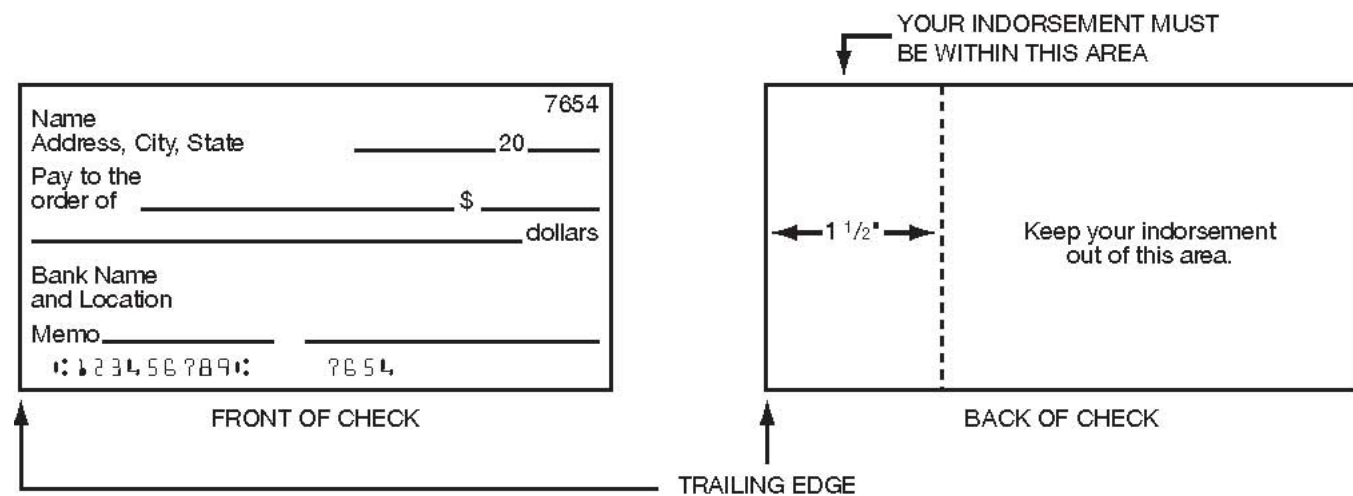 YOUR INDORSEMENT MUST
BE WITHIN THIS AREA
7654
Name
Address, City, State 20
Pay to the
order of $
dollars
Bank Name
and Location
Memo
⑆123456789⑆ 7654
FRONT OF CHECK
1 1/2"
Keep your indorsement
out of this area.
BACK OF CHECK
TRAILING EDGE